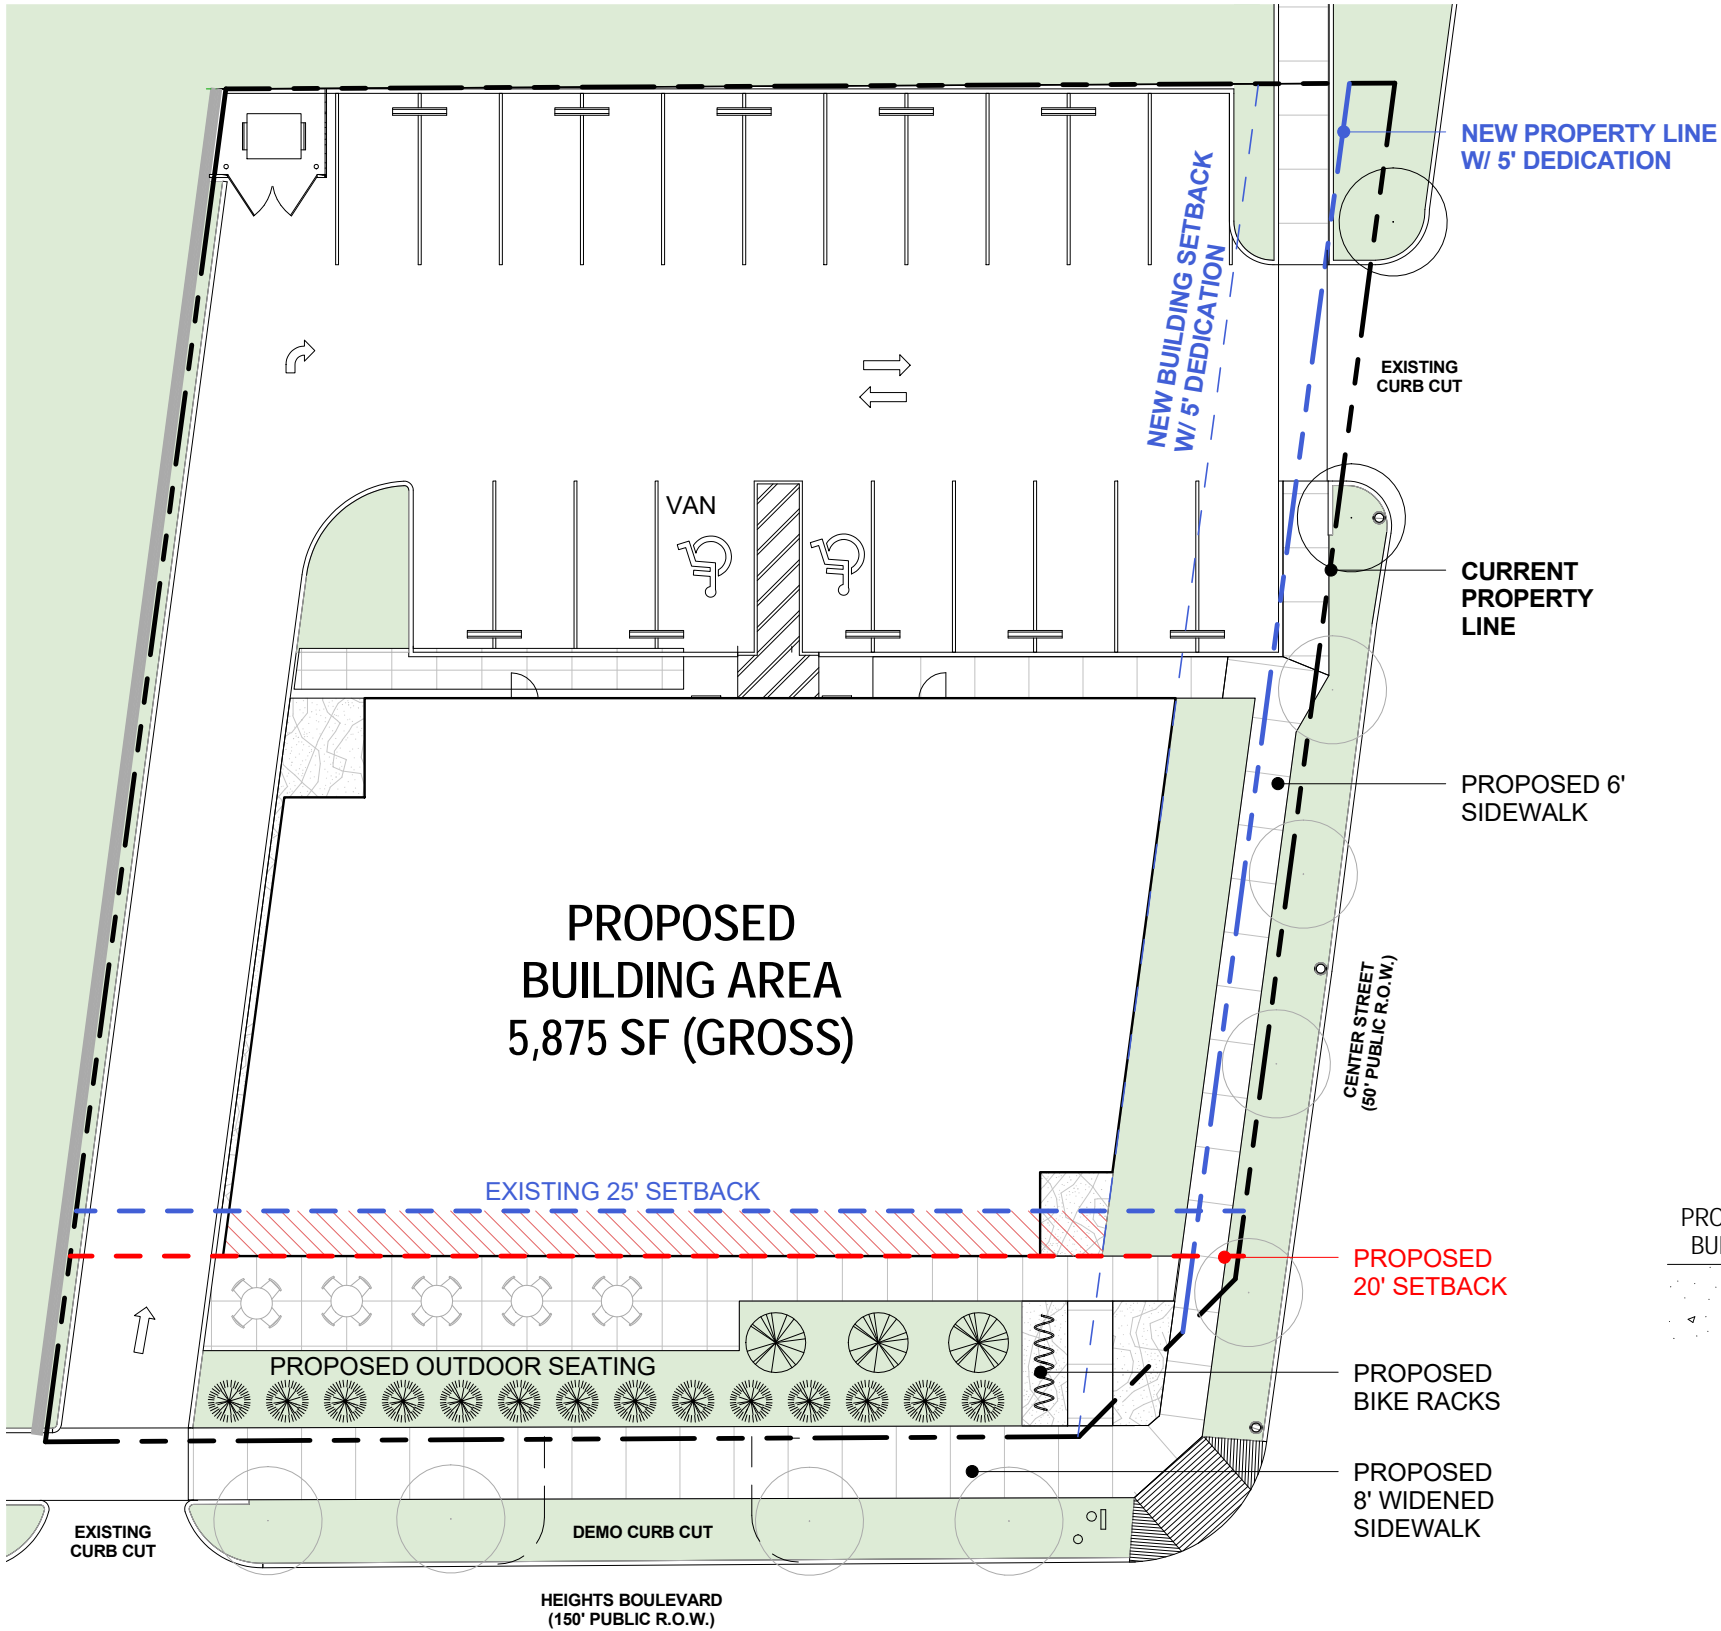 NEW PROPERTY LINE
W/ 5' DEDICATION
NEW BUILDING SETBACK
W/ 5' DEDICATION
EXISTING
CURB CUT
VAN
CURRENT
PROPERTY
LINE
PROPOSED 6'
SIDEWALK
PROPOSED
BUILDING AREA
5,875 SF (GROSS)
CENTER STREET
(50' PUBLIC R.O.W.)
EXISTING 25' SETBACK
PRO
BUI
PROPOSED
20' SETBACK
PROPOSED OUTDOOR SEATING
PROPOSED
BIKE RACKS
PROPOSED
8' WIDENED
SIDEWALK
EXISTING
CURB CUT
DEMO CURB CUT
HEIGHTS BOULEVARD
(150' PUBLIC R.O.W.)